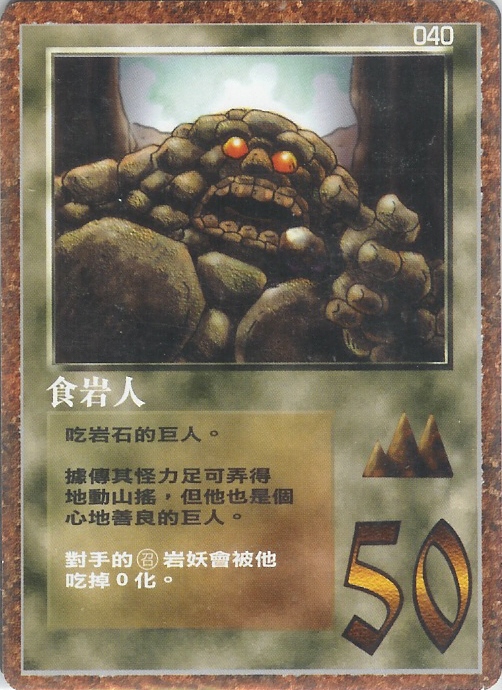 040
食岩人
吃岩石的巨人。
據傳其怪力足可弄得
地動山搖，但他也是個
心地善良的巨人。
對手的㊀召岩妖會被他
吃掉0化。
50